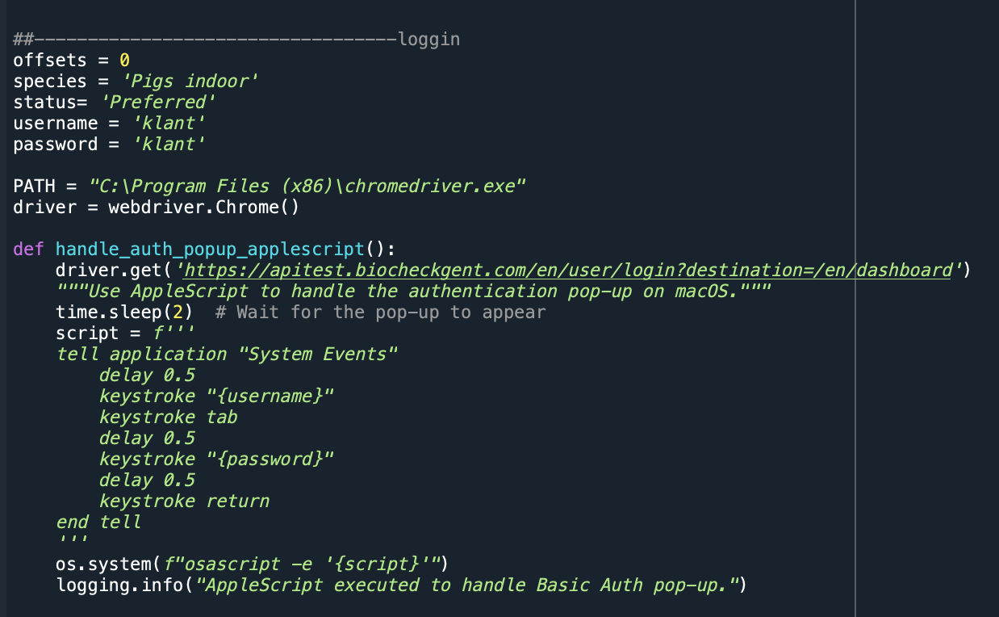 ##----------------------------------loggin
offsets = 0
species = 'Pigs indoor'
status= 'Preferred'
username = 'klant'
password = 'klant'
PATH = "C:\Program Files (x86)\chromedriver.exe"
driver = webdriver.Chrome()
def handle_auth_popup_applescript():
    driver.get('https://apitest.biocheckgent.com/en/user/login?destination=/en/dashboard')
    """Use AppleScript to handle the authentication pop-up on macOS."""
    time.sleep(2)  # Wait for the pop-up to appear
    script = f'''
    tell application "System Events"
        delay 0.5
        keystroke "{username}"
        keystroke tab
        delay 0.5
        keystroke "{password}"
        delay 0.5
        keystroke return
    end tell
    '''
    os.system(f"osascript -e '{script}'")
    logging.info("AppleScript executed to handle Basic Auth pop-up.")